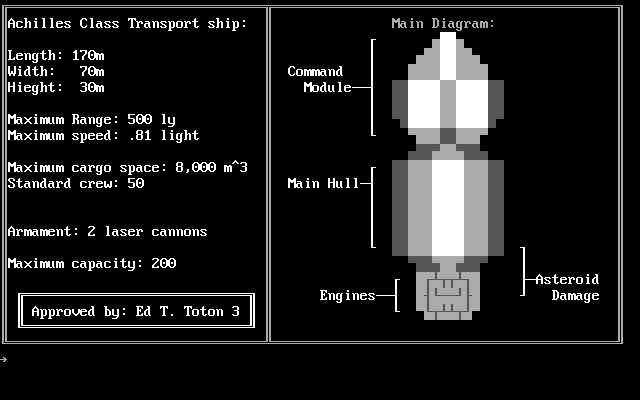 Achilles Class Transport ship:
Length: 170m
Width:   70m
Hieght:  30m
Maximum Range: 500 ly
Maximum speed: .81 light
Maximum cargo space: 8,000 m^3
Standard crew: 50
Armament: 2 laser cannons
Maximum capacity: 200
Approved by: Ed T. Toton 3
Main Diagram:
Command
Module
Main Hull
Engines
Asteroid
Damage